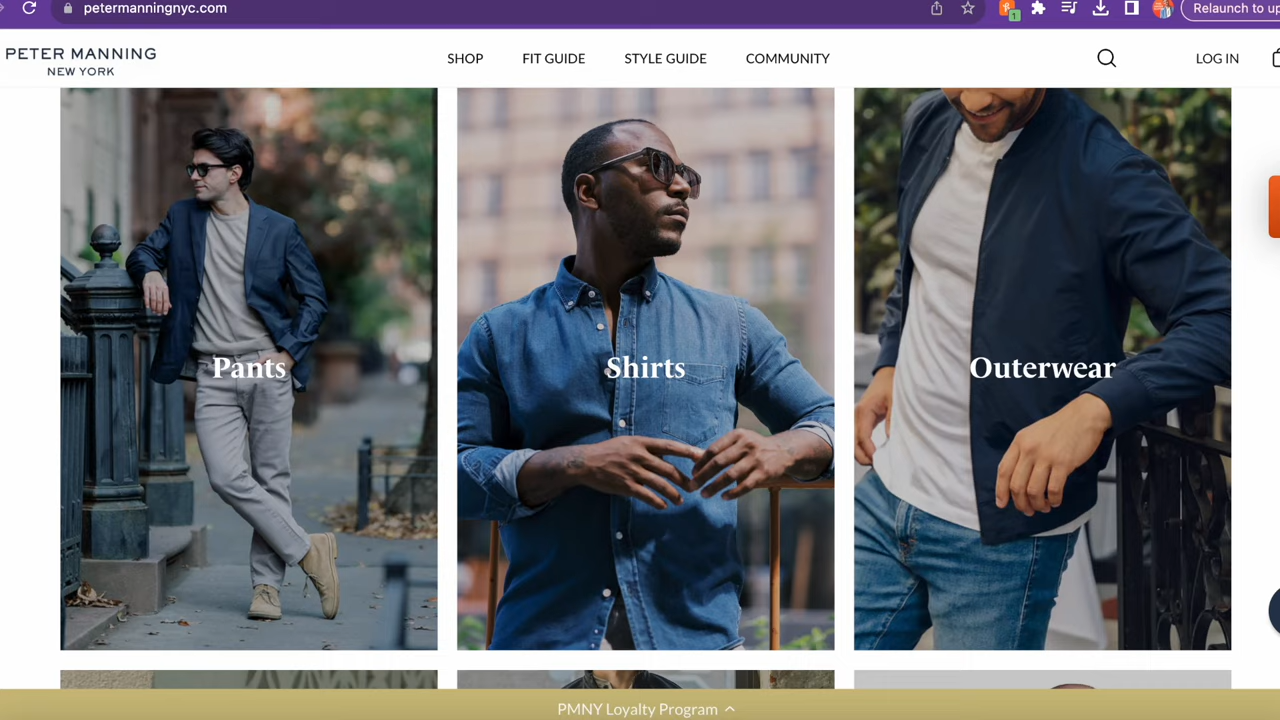 petermanningnyc.com
1
Relaunch to up
PETER MANNING
NEW YORK
SHOP
FIT GUIDE
STYLE GUIDE
COMMUNITY
LOG IN
Pants
Shirts
Outerwear
PMNY Loyalty Program